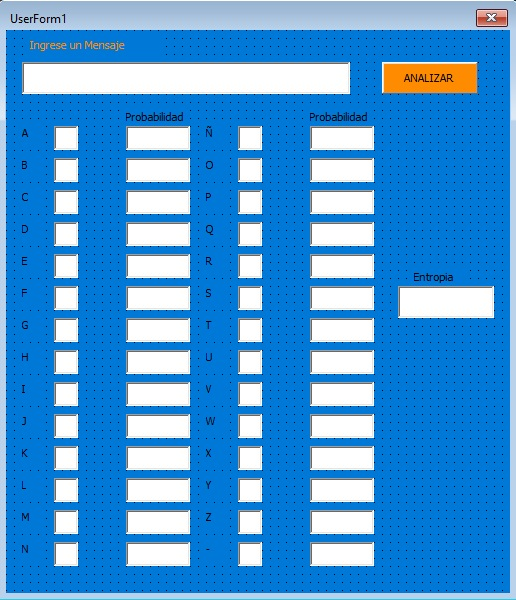 UserForm1
Ingrese un Mensaje
ANALIZAR
Probabilidad Probabilidad
A Ñ
B O
C P
D Q
E R
Entropia
F S
G T
H U
I V
J W
K X
L Y
M Z
N -